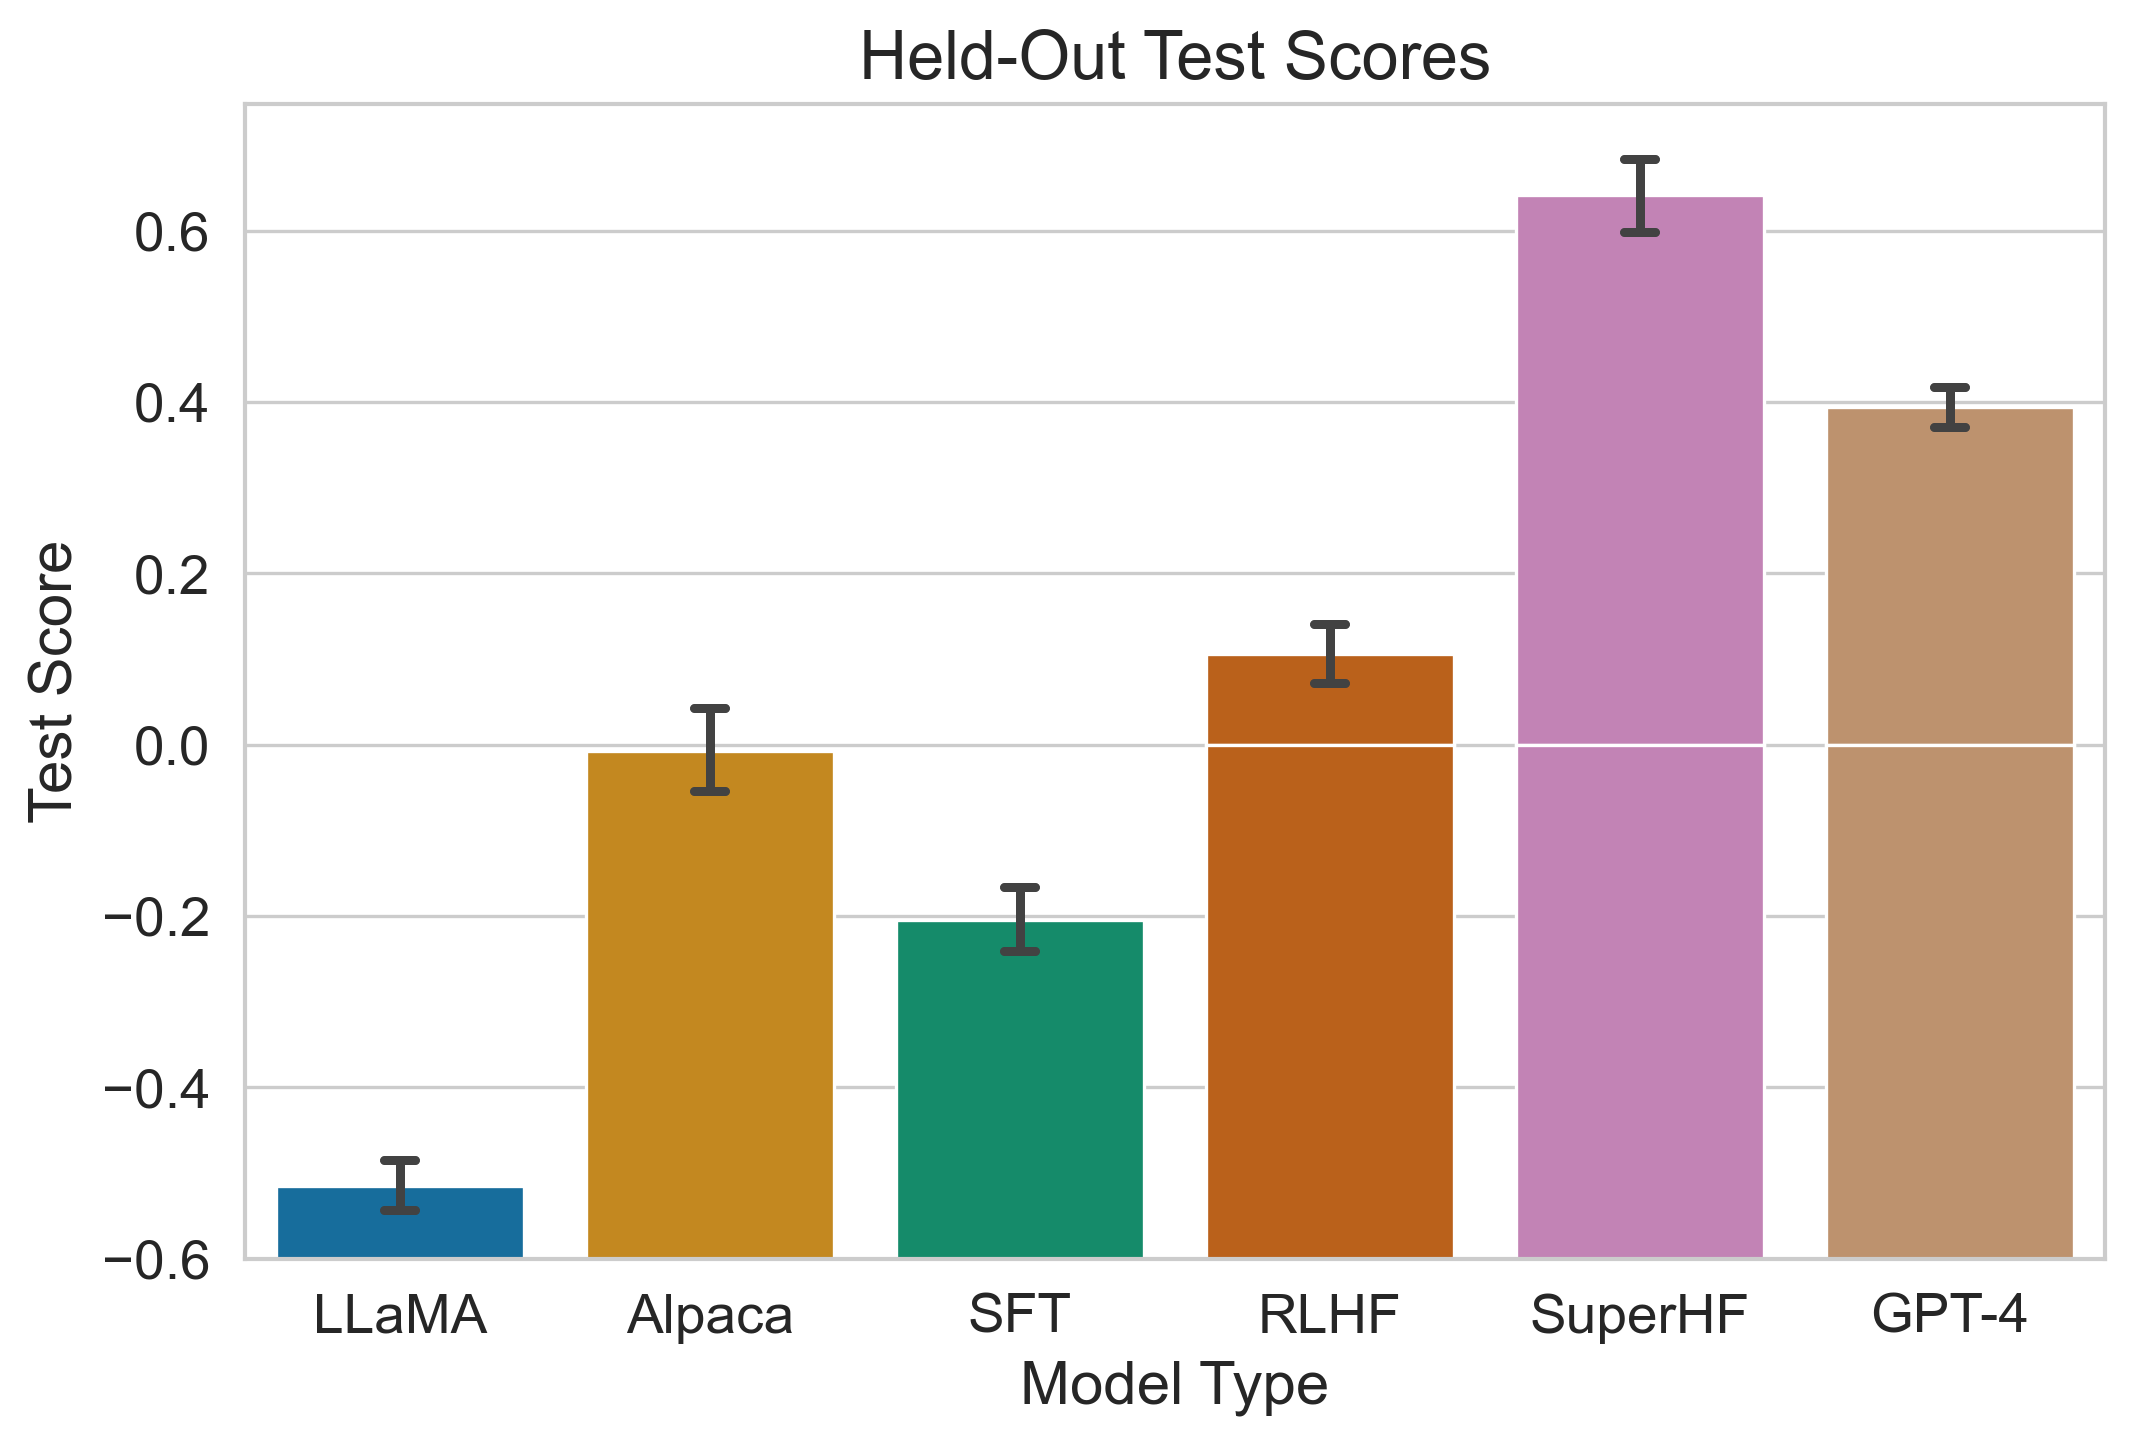 Held-Out Test Scores
Test Score
0.6
0.4
0.2
0.0
−0.2
−0.4
−0.6
LLaMA Alpaca SFT RLHF SuperHF GPT-4
Model Type